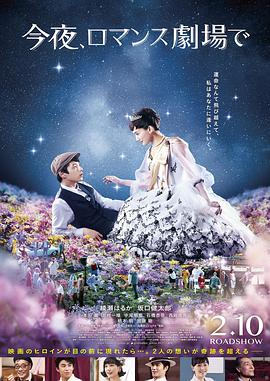 今夜、ロマンス劇場で
運命なんて飛び越えて、
私はあなたに逢いにいく。
綾瀬はるか 坂口健太郎
2.10
ROADSHOW
映画のヒロインが目の前に現れたら―。2人の想いが奇跡を超える―